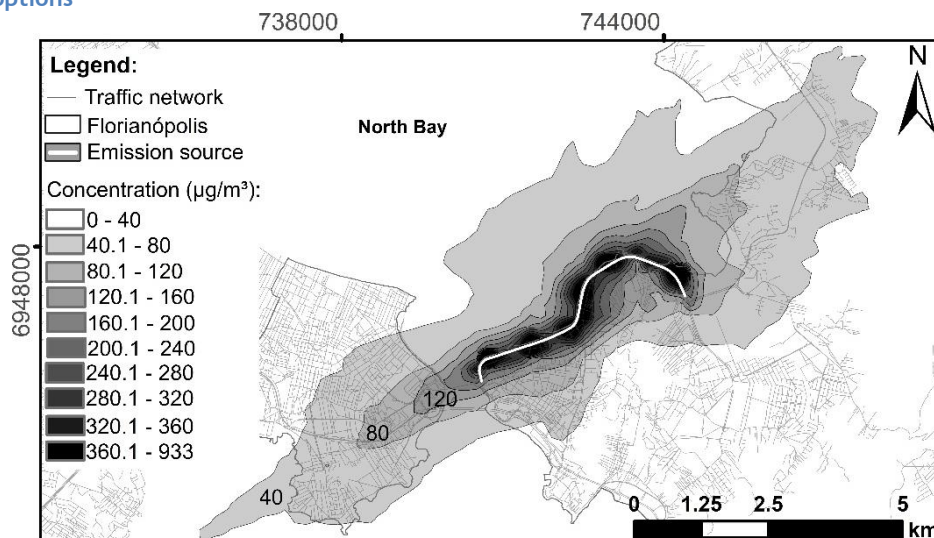 options
738000 744000
Legend:
Traffic network
Florianópolis
Emission source
Concentration (µg/m³):
0 - 40
40.1 - 80
80.1 - 120
120.1 - 160
160.1 - 200
200.1 - 240
240.1 - 280
280.1 - 320
320.1 - 360
360.1 - 933
North Bay
N
6948000
120
80
40
0 1.25 2.5 5
km